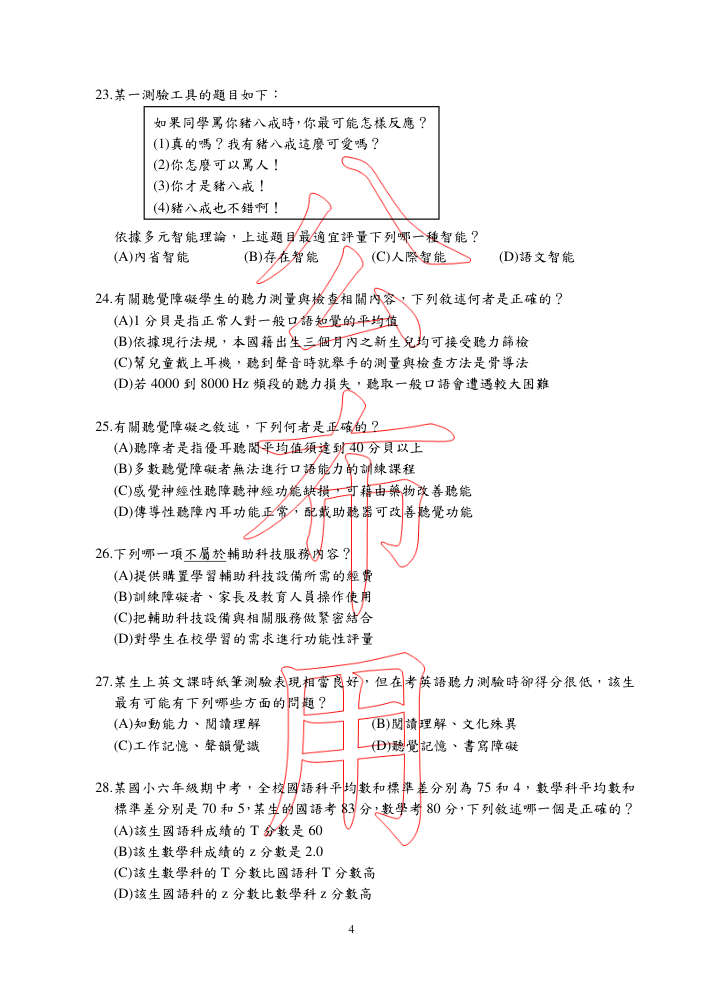 23.某一測驗工具的題目如下：
如果同學罵你豬八戒時，你最可能怎樣反應？
(1)真的嗎？我有豬八戒這麼可愛嗎？
(2)你怎麼可以罵人！
(3)你才是豬八戒！
(4)豬八戒也不錯啊！
依據多元智能理論，上述題目最適宜評量下列哪一種智能？
(A)內省智能 (B)存在智能 (C)人際智能 (D)語文智能
24.有關聽覺障礙學生的聽力測量與檢查相關內容，下列敘述何者是正確的？
(A)1 分貝是指正常人對一般口語知覺的平均值
(B)依據現行法規，本國籍出生三個月內之新生兒均可接受聽力篩檢
(C)幫兒童戴上耳機，聽到聲音時就舉手的測量與檢查方法是骨導法
(D)若 4000 到 8000 Hz 頻段的聽力損失，聽取一般口語會遭遇較大困難
25.有關聽覺障礙之敘述，下列何者是正確的？
(A)聽障者是指優耳聽閾平均值須達到 40 分貝以上
(B)多數聽覺障礙者無法進行口語能力的訓練課程
(C)感覺神經性聽障聽神經功能缺損，可藉由藥物改善聽能
(D)傳導性聽障內耳功能正常，配戴助聽器可改善聽覺功能
26.下列哪一項不屬於輔助科技服務內容？
(A)提供購置學習輔助科技設備所需的經費
(B)訓練障礙者、家長及教育人員操作使用
(C)把輔助科技設備與相關服務做緊密結合
(D)對學生在校學習的需求進行功能性評量
27.某生上英文課時紙筆測驗表現相當良好，但在考英語聽力測驗時卻得分很低，該生
最有可能有下列哪些方面的問題？
(A)知動能力、閱讀理解 (B)閱讀理解、文化殊異
(C)工作記憶、聲韻覺識 (D)聽覺記憶、書寫障礙
28.某國小六年級期中考，全校國語科平均數和標準差分別為 75 和 4，數學科平均數和
標準差分別是 70 和 5，某生的國語考 83 分，數學考 80 分，下列敘述哪一個是正確的？
(A)該生國語科成績的 T 分數是 60
(B)該生數學科成績的 z 分數是 2.0
(C)該生數學科的 T 分數比國語科 T 分數高
(D)該生國語科的 z 分數比數學科 z 分數高
4
公布用